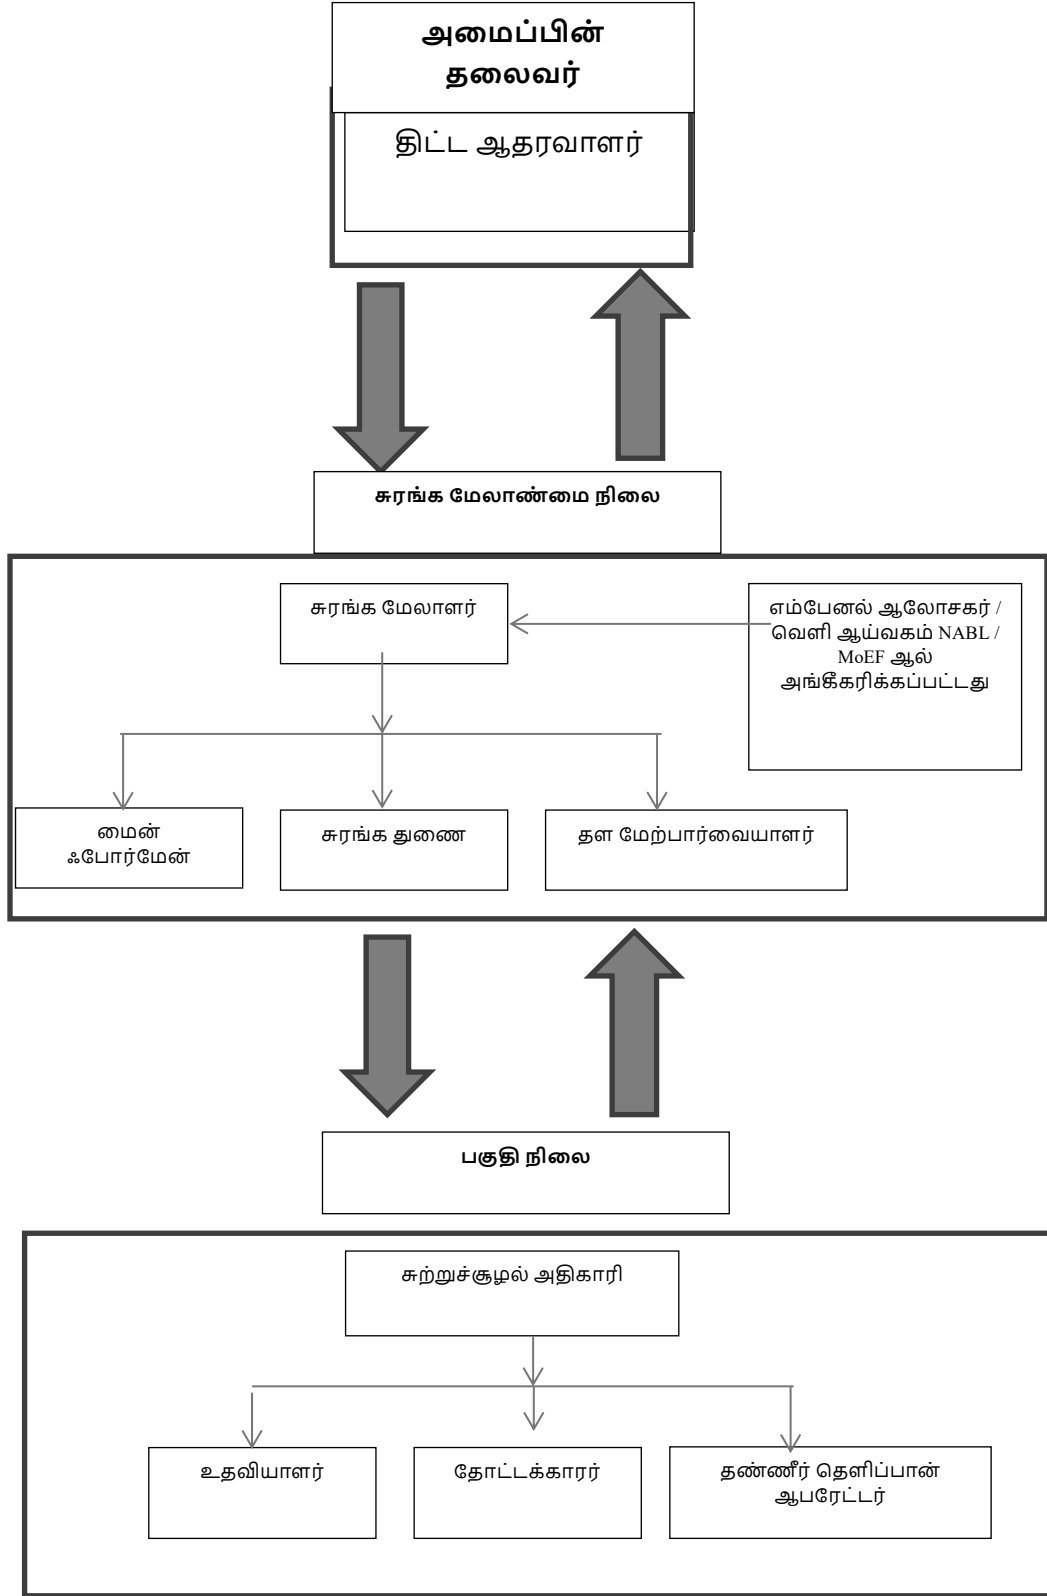 அமைப்பின்
தலைவர்
திட்ட ஆதரவாளர்
சுரங்க மேலாண்மை நிலை
சுரங்க மேலாளர்
எம்பேனல் ஆலோசகர் /
வெளி ஆய்வகம் NABL /
MoEF ஆல்
அங்கீகரிக்கப்பட்டது
மைன்
ஃபோர்மேன்
சுரங்க துணை
தள மேற்பார்வையாளர்
பகுதி நிலை
சுற்றுச்சூழல் அதிகாரி
உதவியாளர்
தோட்டக்காரர்
தண்ணீர் தெளிப்பான்
ஆபரேட்டர்